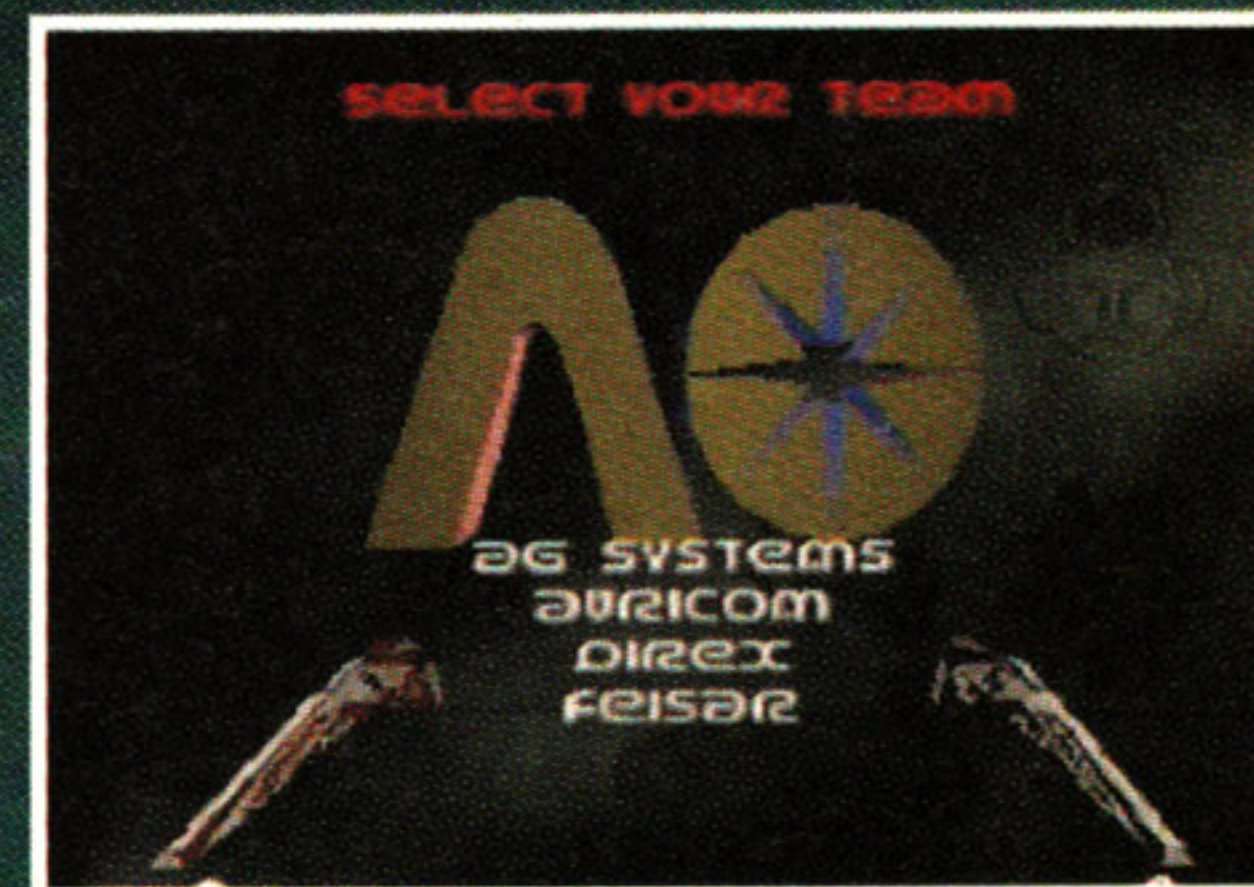 SELECT YOUR TEAM
AG SYSTEMS
AURICOM
DIREX
FEISAR